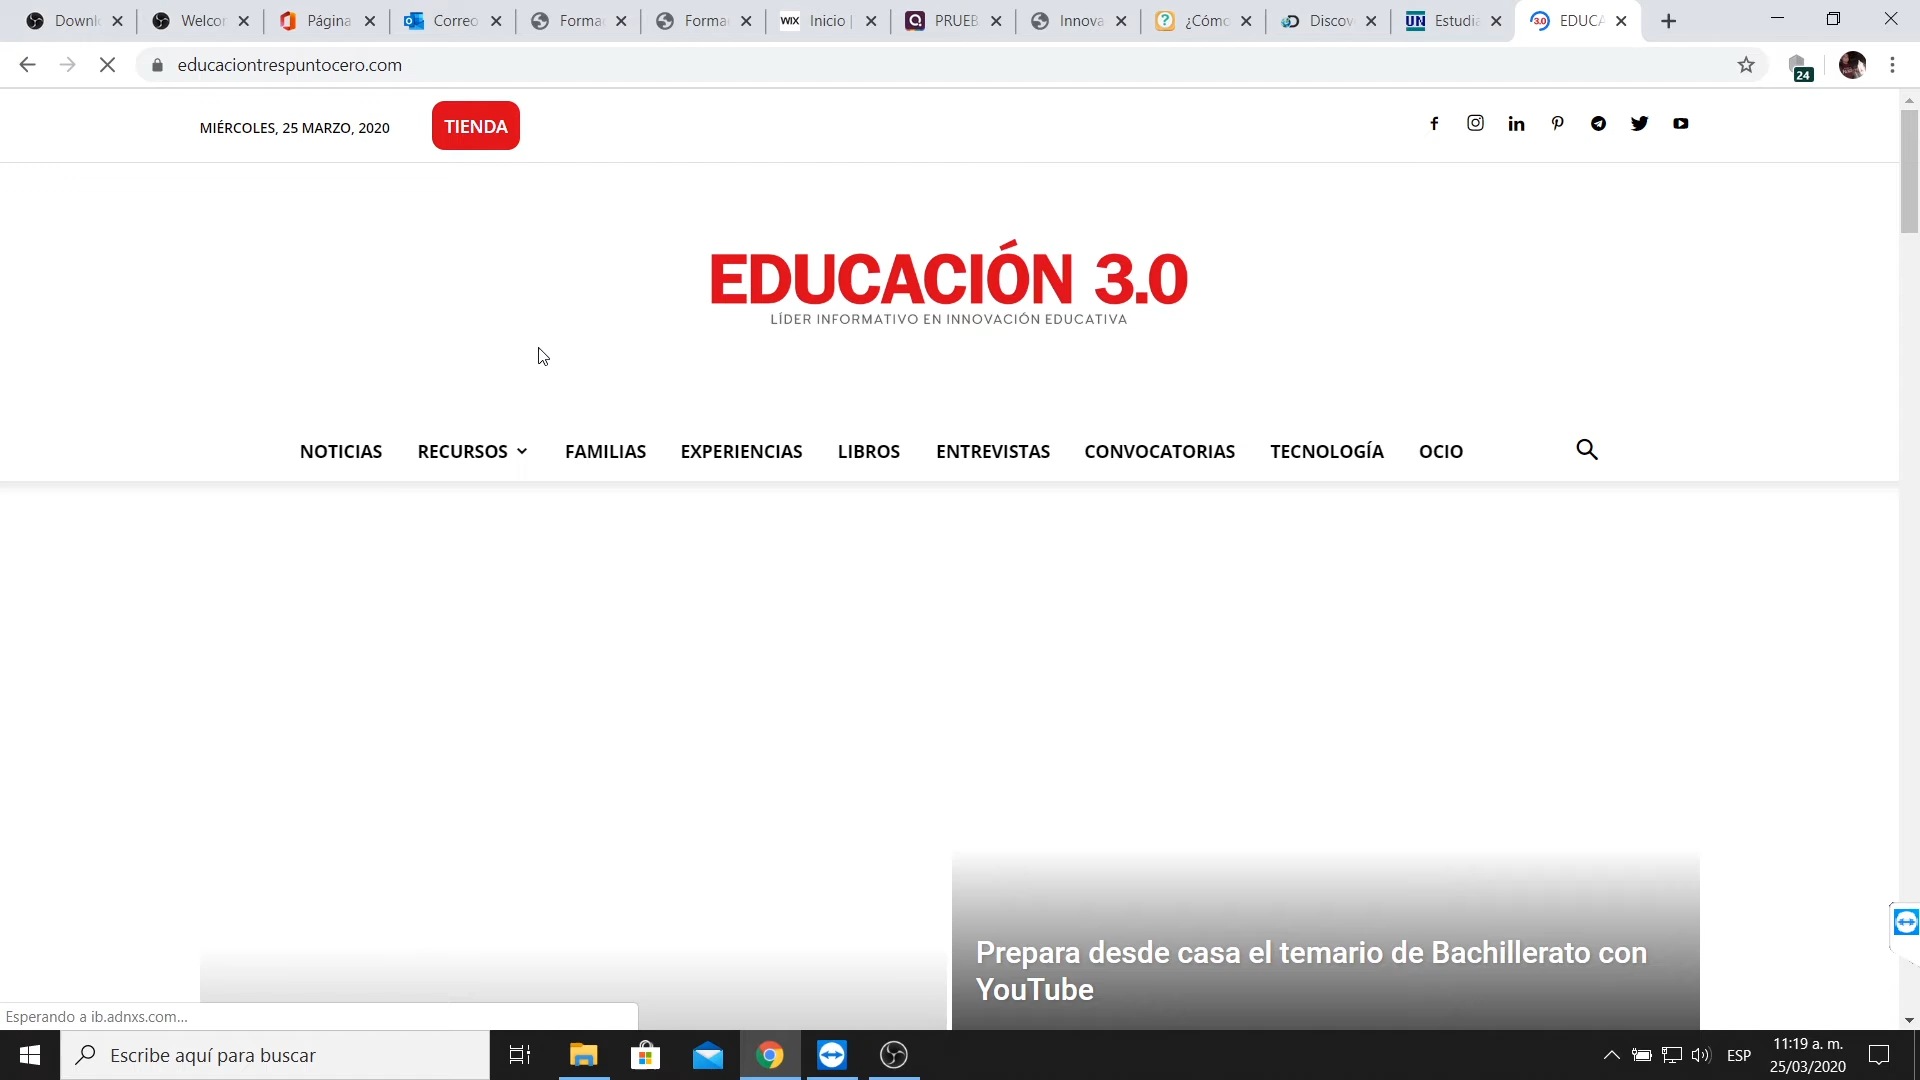 Downl
Welcor
Página
Correo
Forma
Forma
WIX Inicio |
PRUEB
Innova
¿Cómo
Discov
UN Estudia
3.0 EDUCA
educaciontrespuntocero.com
24
MIÉRCOLES, 25 MARZO, 2020
TIENDA
EDUCACIÓN 3.0
LÍDER INFORMATIVO EN INNOVACIÓN EDUCATIVA
NOTICIAS RECURSOS FAMILIAS EXPERIENCIAS LIBROS ENTREVISTAS CONVOCATORIAS TECNOLOGÍA OCIO
Prepara desde casa el temario de Bachillerato con
YouTube
Esperando a ib.adnxs.com...
Escribe aquí para buscar
ESP
11:19 a. m.
25/03/2020